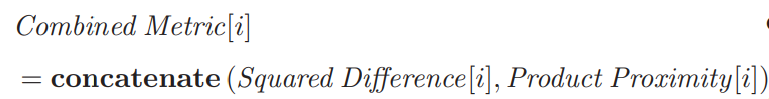 Combined Metric[i]
= concatenate (Squared Difference[i], Product Proximity[i])